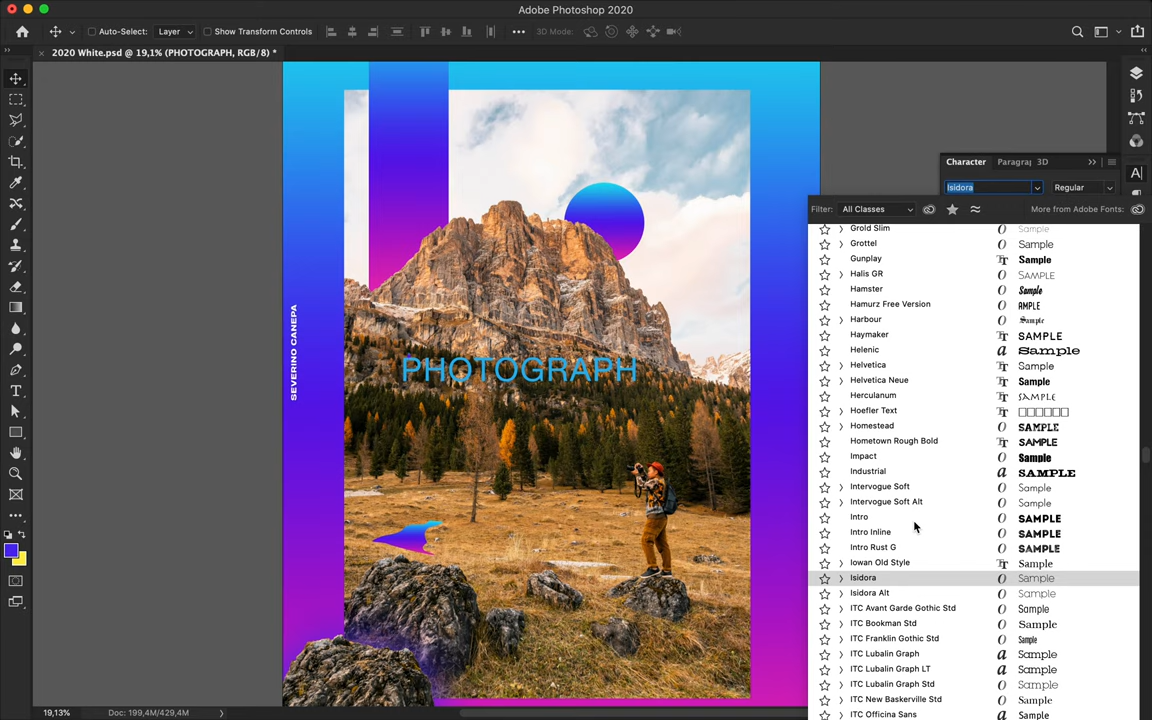 Adobe Photoshop 2020
Auto-Select: Layer Show Transform Controls 3D Mode:
2020 White.psd @ 19,1% (PHOTOGRAPH, RGB/8) *
Character Paragraph 3D
Isidora Regular
Filter: All Classes More from Adobe Fonts:
Grold Slim Sample
Grottel Sample
Gunplay Sample
Halis GR SAMPLE
Hamster Sample
Hamurz Free Version AMPLE
Harbour Sample
Haymaker SAMPLE
Helenic Sample
Helvetica Sample
Helvetica Neue Sample
Herculanum SAMPLE
Hoefler Text
Homestead SAMPLE
Hometown Rough Bold SAMPLE
Impact Sample
Industrial SAMPLE
Intervogue Soft Sample
Intervogue Soft Alt Sample
Intro SAMPLE
Intro Inline SAMPLE
Intro Rust G SAMPLE
Iowan Old Style Sample
Isidora Sample
Isidora Alt Sample
ITC Avant Garde Gothic Std Sample
ITC Bookman Std Sample
ITC Franklin Gothic Std Sample
ITC Lubalin Graph Sample
ITC Lubalin Graph LT Sample
ITC Lubalin Graph Std Sample
ITC New Baskerville Std Sample
ITC Officina Sans Sample
SEVERINO CANEPA
PHOTOGRAPH
19,13% Doc: 199,4M/429,4M